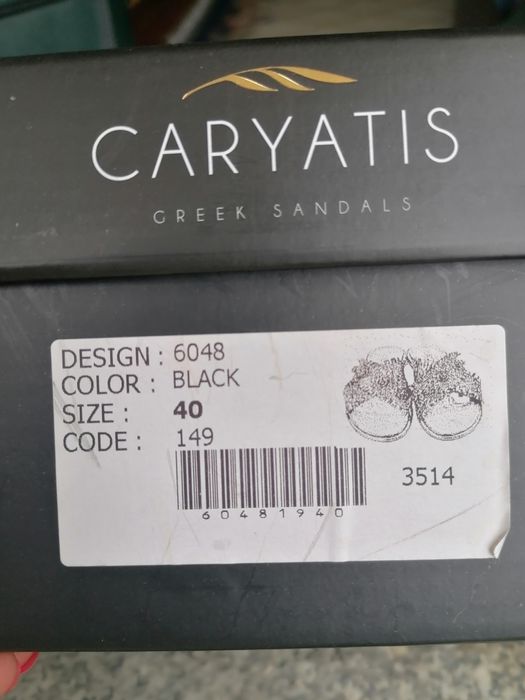 CARYATIS
GREEK SANDALS
DESIGN : 6048
COLOR : BLACK
SIZE : 40
CODE : 149
3514
60481940